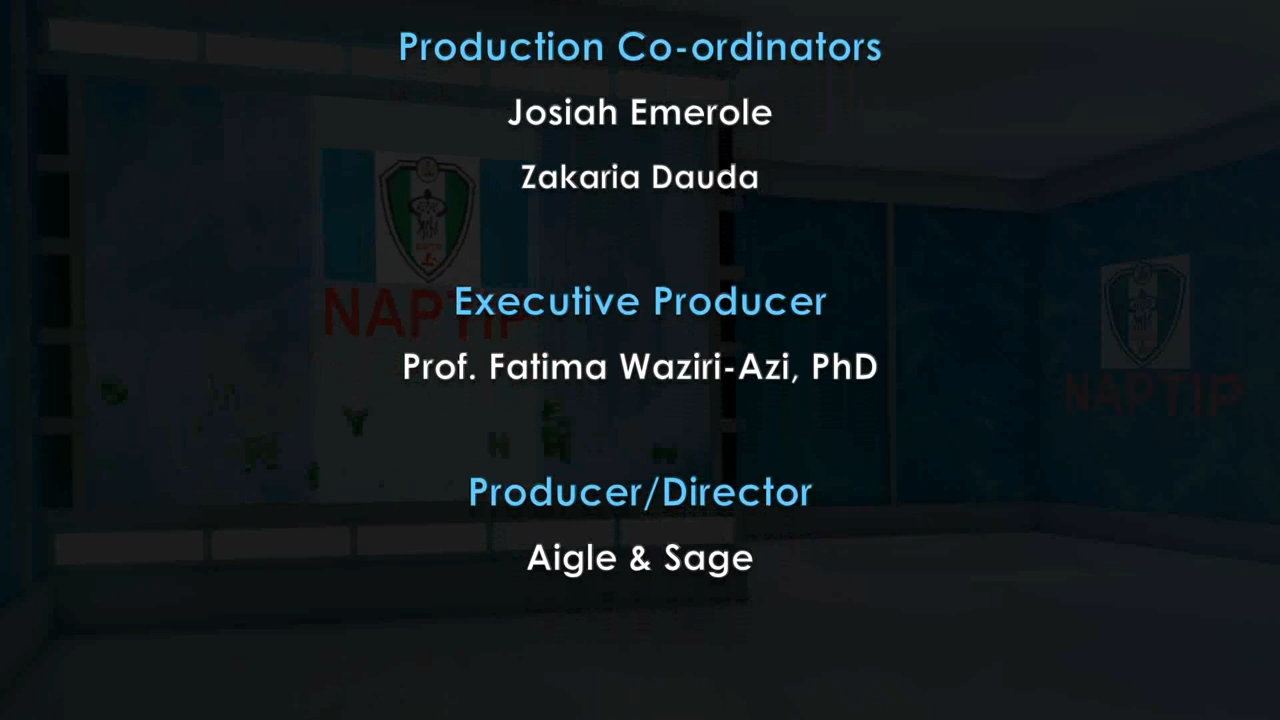 Production Co-ordinators
Josiah Emerole
Zakaria Dauda
NAPTIP
Executive Producer
Prof. Fatima Waziri-Azi, PhD
NAPTIP
Producer/Director
Aigle & Sage